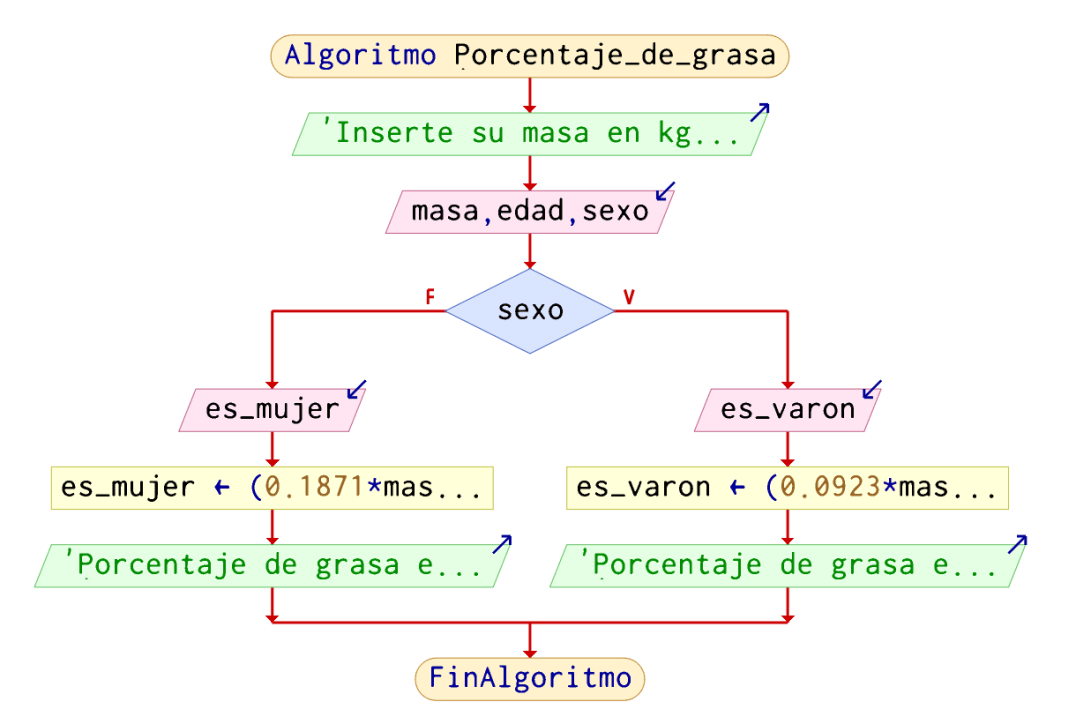 Algoritmo Porcentaje_de_grasa
'Inserte su masa en kg...
masa,edad,sexo
F
V
sexo
es_mujer
es_varon
es_mujer ← (0.1871*mas...
es_varon ← (0.0923*mas...
'Porcentaje de grasa e...
'Porcentaje de grasa e...
FinAlgoritmo